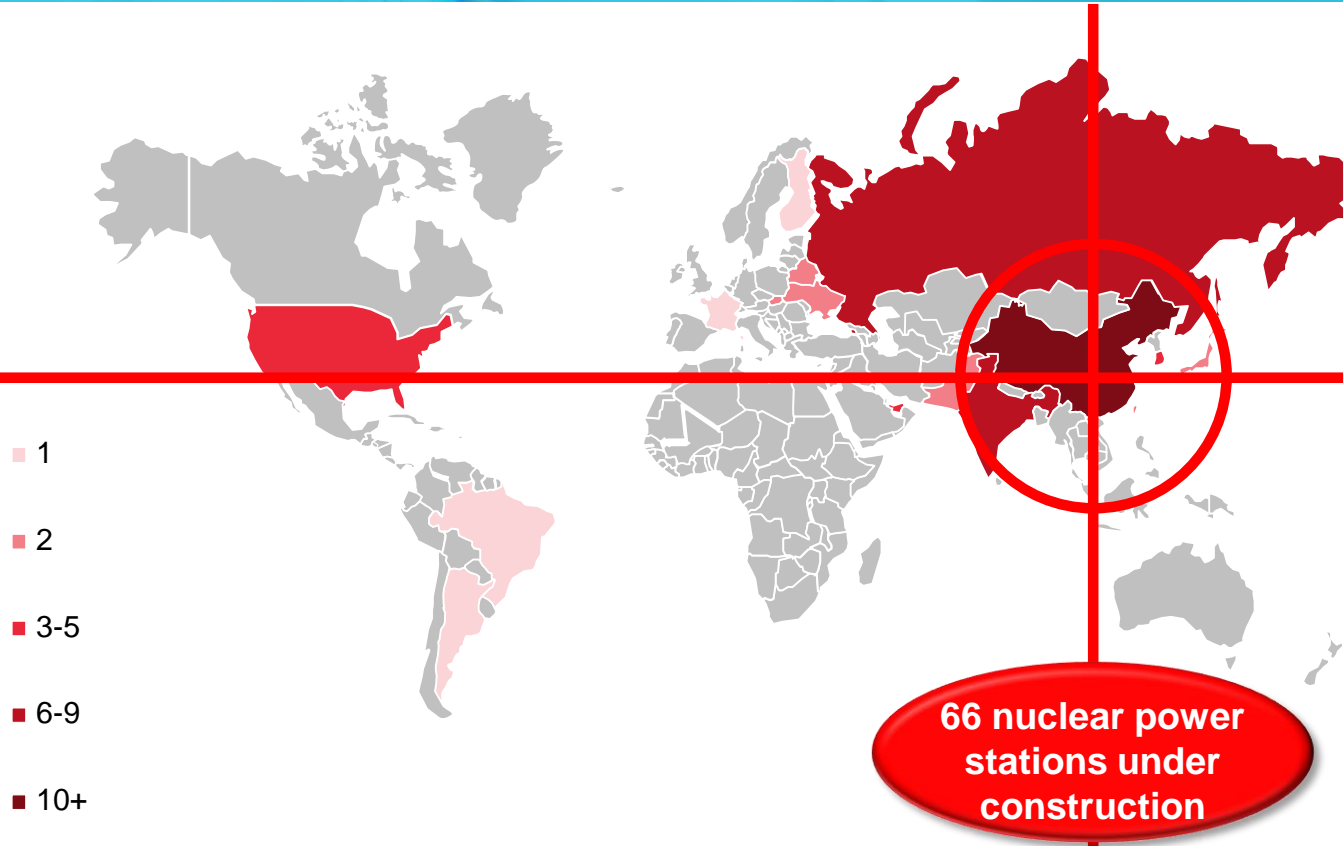 1
2
3-5
6-9
10+
66 nuclear power
stations under
construction